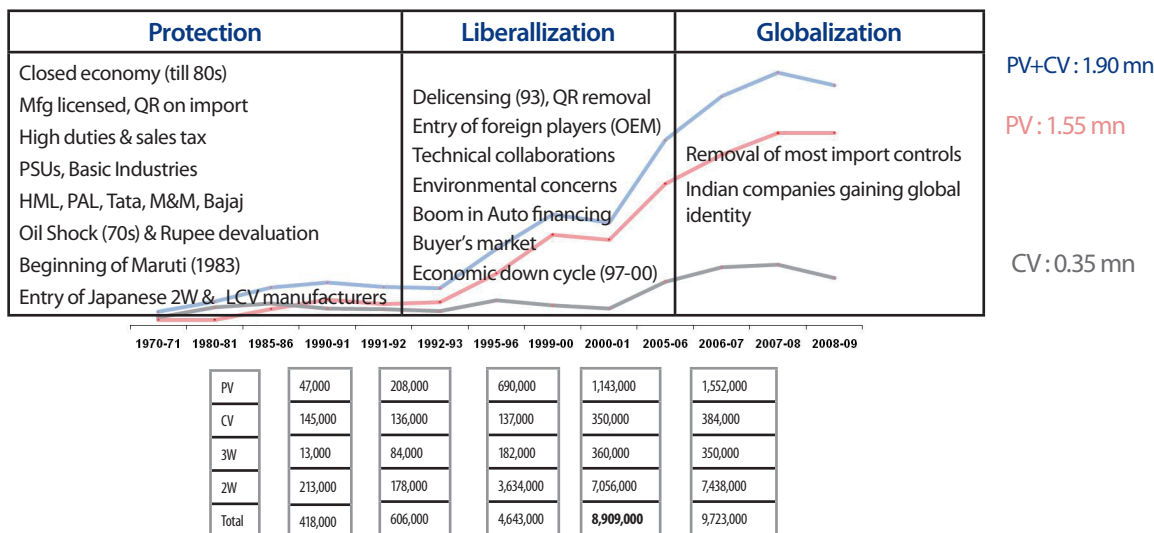 Protection Liberallization Globalization
Closed economy (till 80s)
Mfg licensed, QR on import
High duties & sales tax
PSUs, Basic Industries
HML, PAL, Tata, M&M, Bajaj
Oil Shock (70s) & Rupee devaluation
Beginning of Maruti (1983)
Entry of Japanese 2W & LCV manufacturers
Delicensing (93), QR removal
Entry of foreign players (OEM)
Technical collaborations
Environmental concerns
Boom in Auto financing
Buyer's market
Economic down cycle (97-00)
Removal of most import controls
Indian companies gaining global
identity
PV+CV : 1.90 mn
PV : 1.55 mn
CV : 0.35 mn
1970-71 1980-81 1985-86 1990-91 1991-92 1992-93 1995-96 1999-00 2000-01 2005-06 2006-07 2007-08 2008-09
PV 47,000 208,000 690,000 1,143,000 1,552,000
CV 145,000 136,000 137,000 350,000 384,000
3W 13,000 84,000 182,000 360,000 350,000
2W 213,000 178,000 3,634,000 7,056,000 7,438,000
Total 418,000 606,000 4,643,000 8,909,000 9,723,000